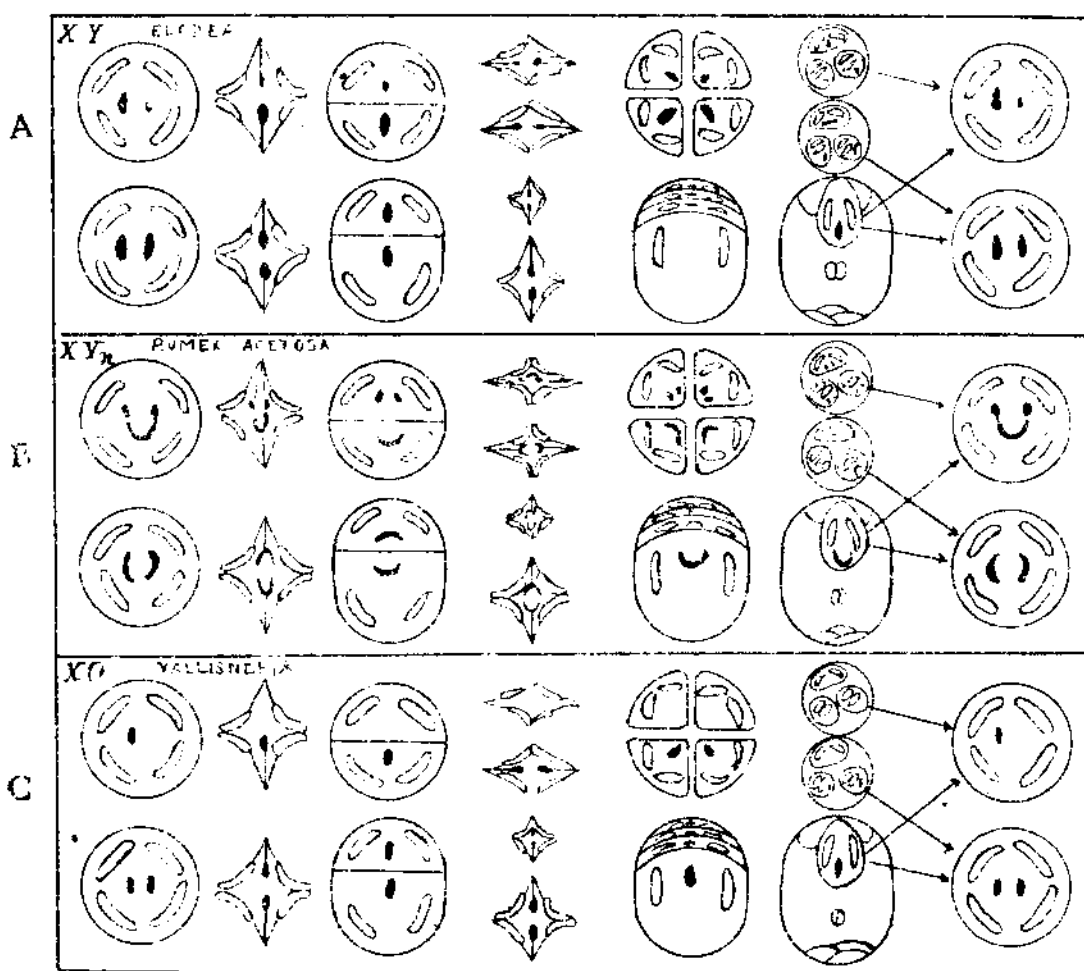 XY ELODEA
A
XYn RUMEX ACETOSA
B
XO VALLISNERIA
C